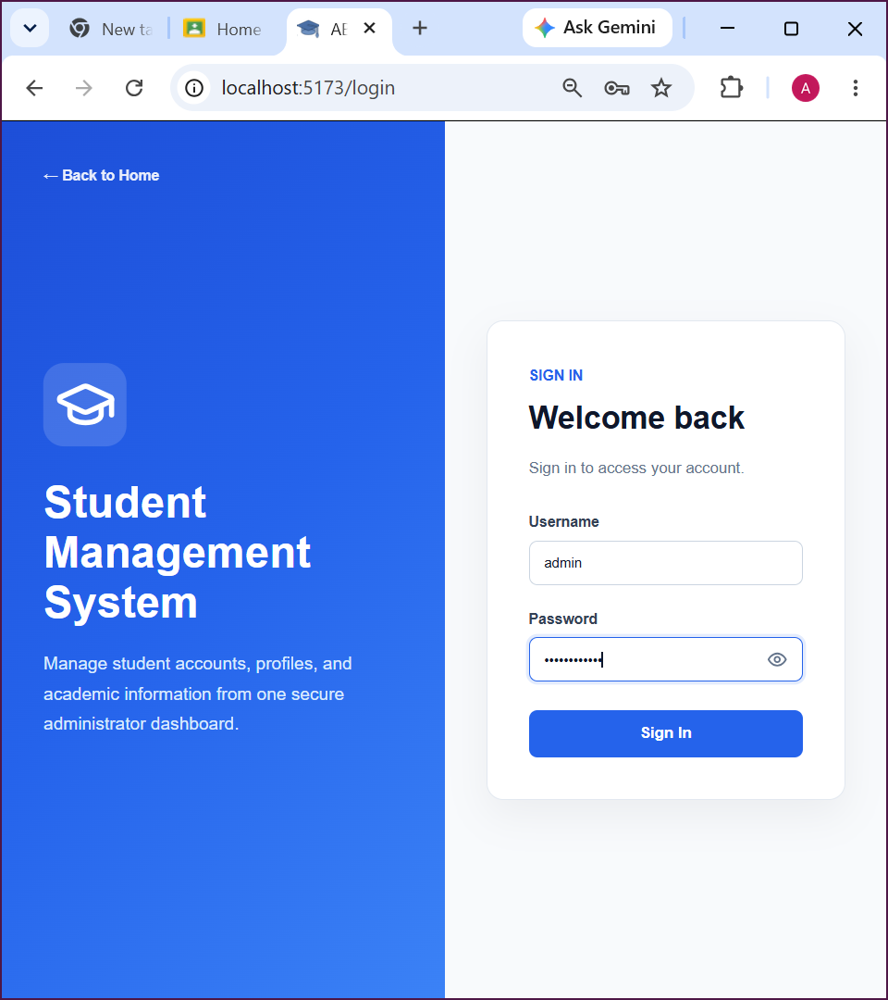 New ta
Home
AE
Ask Gemini
localhost:5173/login
A
← Back to Home
Student
Management
System
Manage student accounts, profiles, and
academic information from one secure
administrator dashboard.
SIGN IN
Welcome back
Sign in to access your account.
Username
admin
Password
••••••••••••
Sign In